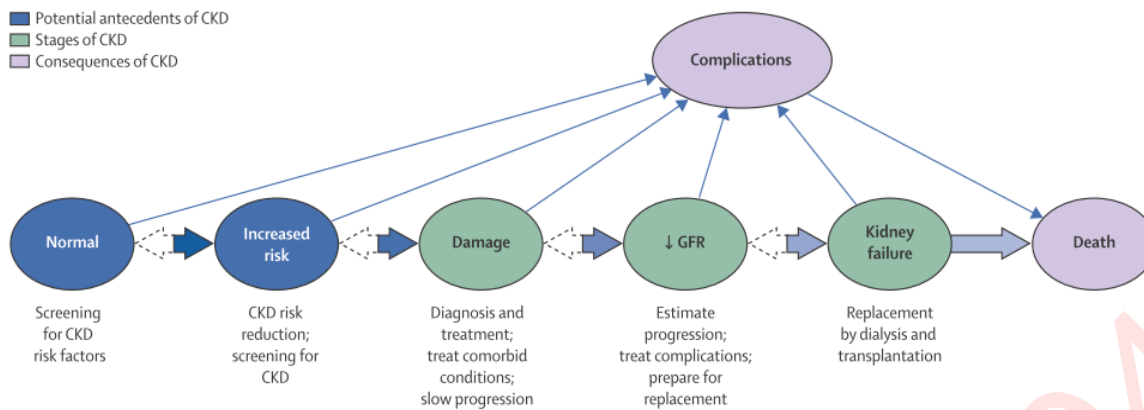 Potential antecedents of CKD
Stages of CKD
Consequences of CKD
Complications
Normal
Increased
risk
Damage
↓ GFR
Kidney
failure
Death
Screening
for CKD
risk factors
CKD risk
reduction;
screening for
CKD
Diagnosis and
treatment;
treat comorbid
conditions;
slow progression
Estimate
progression;
treat complications;
prepare for
replacement
Replacement
by dialysis and
transplantation